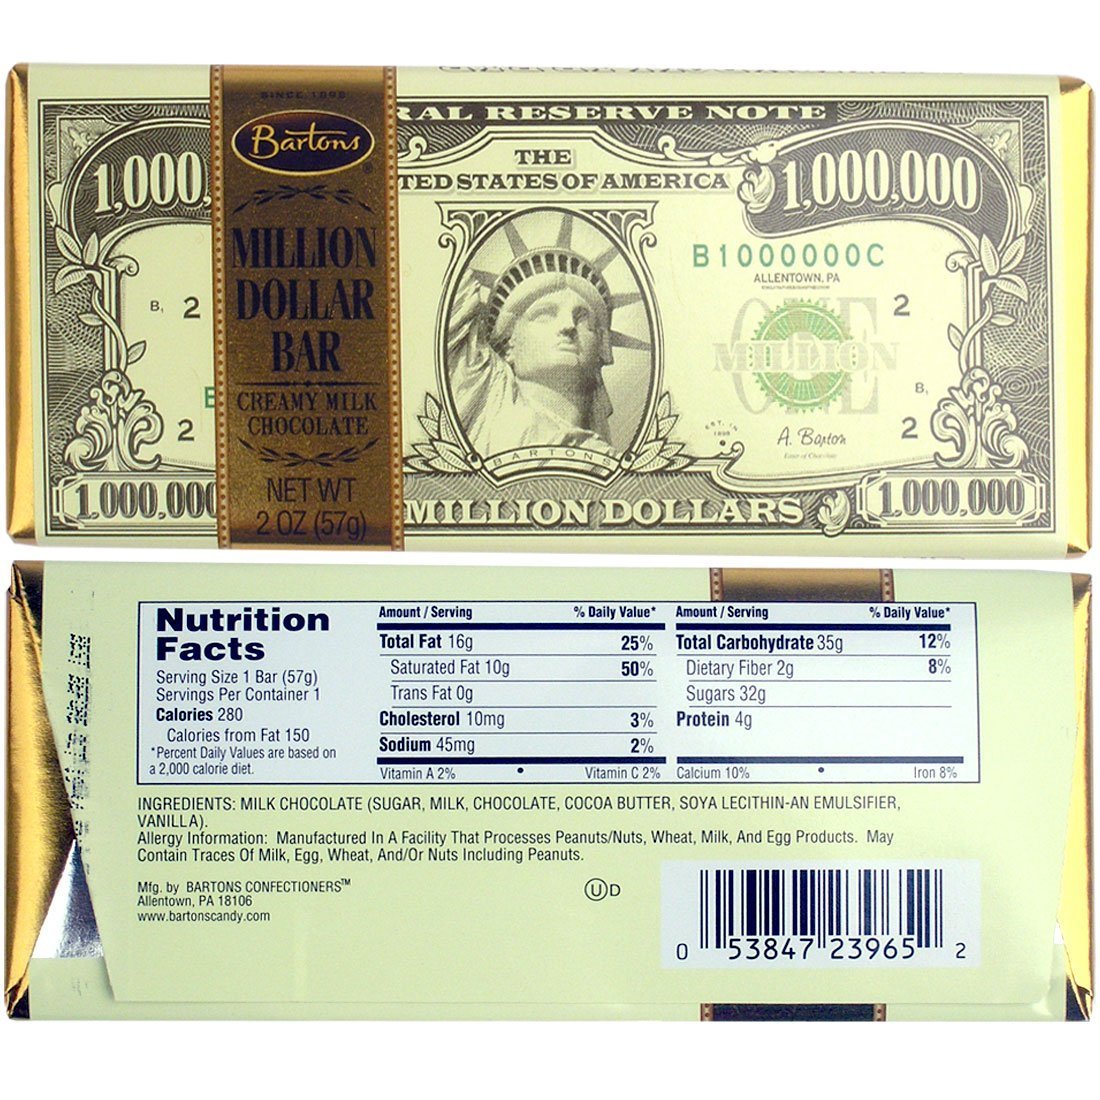 SINCE 1895
Bartons®
MILLION
DOLLAR
BAR
CREAMY MILK
CHOCOLATE
NET WT
2 OZ (57g)
RAL RESERVE NOTE
THE
TED STATES OF AMERICA
1,000,
1,000,000
B1000000C
ALLENTOWN, PA
B, 2
2
ONE
MILLION
B,
B
2
EST. IN
1895
A. Barton
2
BARTONS
1,000,000
MILLION DOLLARS
1,000,000
Nutrition
Facts
Serving Size 1 Bar (57g)
Servings Per Container 1
Calories 280
Calories from Fat 150
*Percent Daily Values are based on
a 2,000 calorie diet.
Amount / Serving % Daily Value*
Total Fat 16g 25%
Saturated Fat 10g 50%
Trans Fat 0g
Cholesterol 10mg 3%
Sodium 45mg 2%
Amount / Serving % Daily Value*
Total Carbohydrate 35g 12%
Dietary Fiber 2g 8%
Sugars 32g
Protein 4g
Vitamin A 2% • Vitamin C 2% Calcium 10% • Iron 8%
INGREDIENTS: MILK CHOCOLATE (SUGAR, MILK, CHOCOLATE, COCOA BUTTER, SOYA LECITHIN-AN EMULSIFIER,
VANILLA).
Allergy Information: Manufactured In A Facility That Processes Peanuts/Nuts, Wheat, Milk, And Egg Products. May
Contain Traces Of Milk, Egg, Wheat, And/Or Nuts Including Peanuts.
Mfg. by BARTONS CONFECTIONERS™
Allentown, PA 18106
www.bartonscandy.com
Ⓤ D
0 53847 23965 2